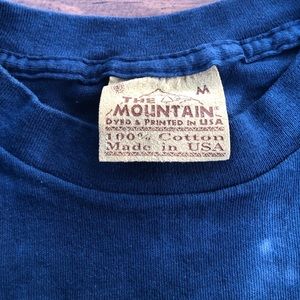 M
THE
MOUNTAIN
DYED & PRINTED IN USA
100% Cotton
Made in USA